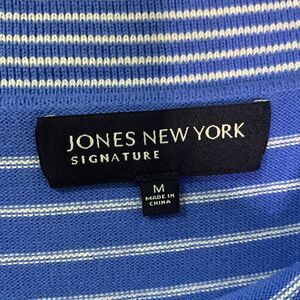 JONES NEW YORK
SIGNATURE
M
MADE IN
CHINA